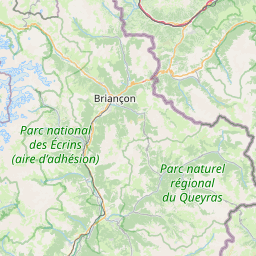 Briançon
Parc national
des Écrins
(aire d'adhésion)
Parc naturel
régional
du Queyras